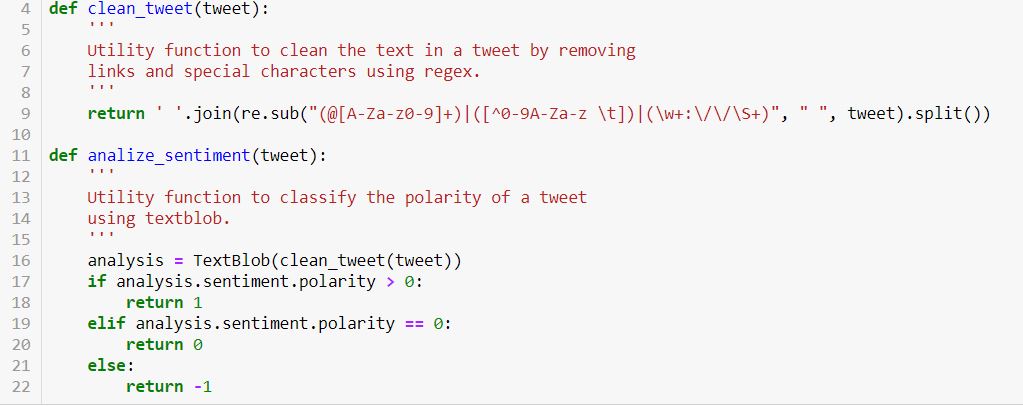 4 def clean_tweet(tweet):
5     '''
6     Utility function to clean the text in a tweet by removing
7     links and special characters using regex.
8     '''
9     return ' '.join(re.sub("(@[A-Za-z0-9]+)|([^0-9A-Za-z \t])|(\w+:\/\/\S+)", " ", tweet).split())
10
11 def analize_sentiment(tweet):
12     '''
13     Utility function to classify the polarity of a tweet
14     using textblob.
15     '''
16     analysis = TextBlob(clean_tweet(tweet))
17     if analysis.sentiment.polarity > 0:
18         return 1
19     elif analysis.sentiment.polarity == 0:
20         return 0
21     else:
22         return -1